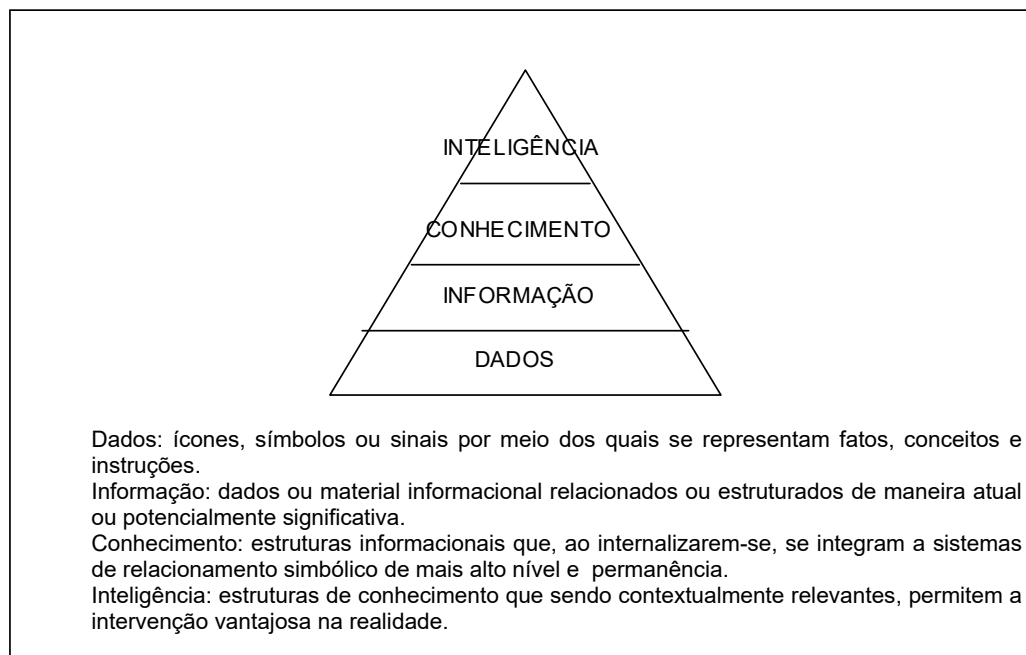 INTELIGÊNCIA
CONHECIMENTO
INFORMAÇÃO
DADOS
Dados: ícones, símbolos ou sinais por meio dos quais se representam fatos, conceitos e
instruções.
Informação: dados ou material informacional relacionados ou estruturados de maneira atual
ou potencialmente significativa.
Conhecimento: estruturas informacionais que, ao internalizarem-se, se integram a sistemas
de relacionamento simbólico de mais alto nível e permanência.
Inteligência: estruturas de conhecimento que sendo contextualmente relevantes, permitem a
intervenção vantajosa na realidade.